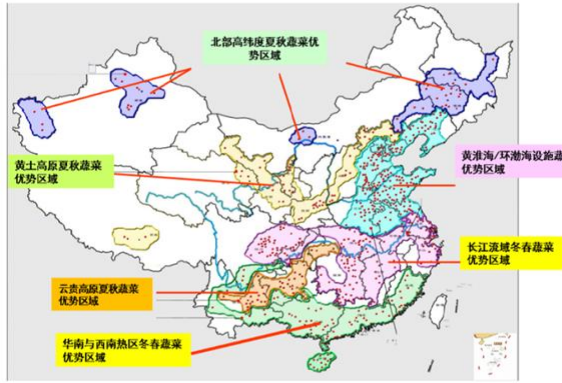 北部高纬度夏秋蔬菜优
势区域
黄土高原夏秋蔬菜
优势区域
黄淮海/环渤海设施蔬
优势区域
长江流域冬春蔬菜
优势区域
云贵高原夏秋蔬菜
优势区域
华南与西南热区冬春蔬菜
优势区域